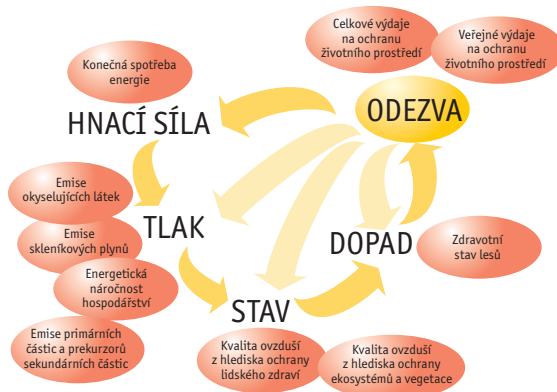 Celkové výdaje
na ochranu
životního prostředí
Veřejné výdaje
na ochranu
životního prostředí
Konečná spotřeba
energie
ODEZVA
HNACÍ SÍLA
Emise
okyselujících látek
TLAK
Emise
skleníkových plynů
Energetická
náročnost
hospodářství
Emise primárních
částic a prekurzorů
sekundárních částic
DOPAD
Zdravotní
stav lesů
STAV
Kvalita ovzduší
z hlediska ochrany
lidského zdraví
Kvalita ovzduší
z hlediska ochrany
ekosystémů a vegetace